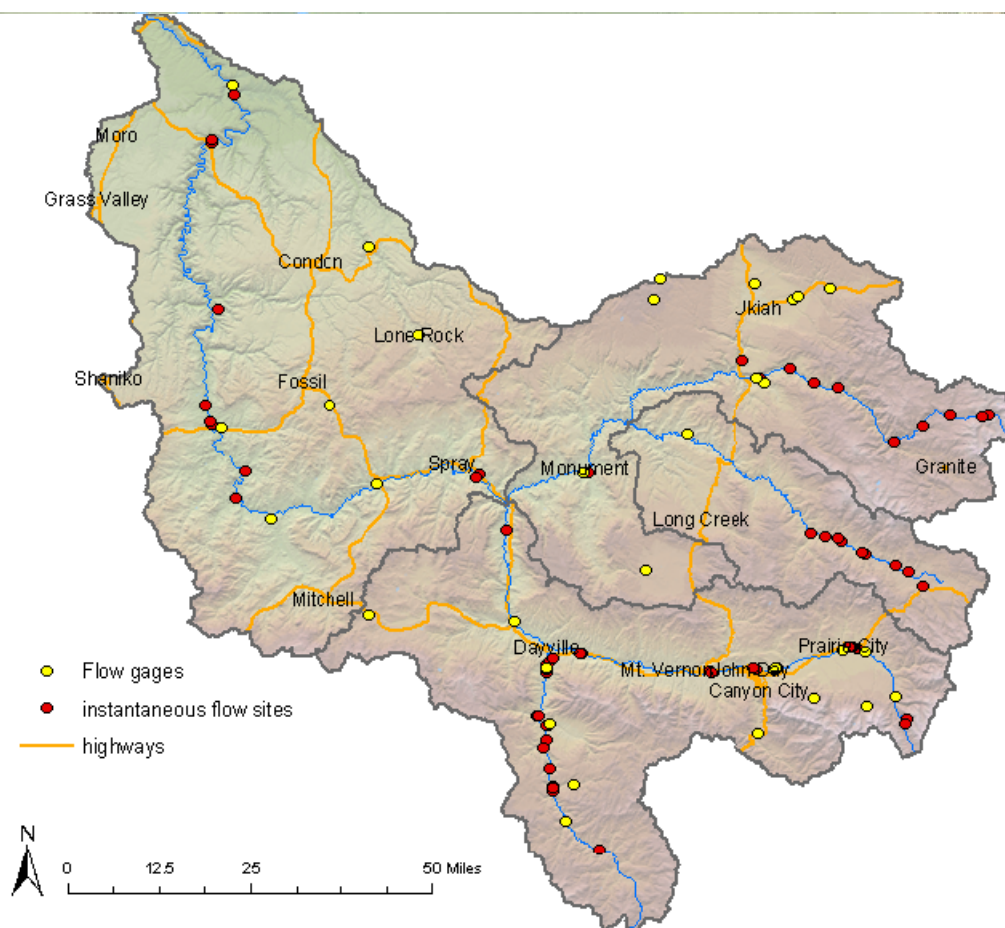 Moro
Grass Valley
Condcn
Jkiah
Lone Rock
Shaniko
Fossil
Spray
Monument
Granite
Long Creek
Mitchell
Dayville
Prairie City
Mt. Vernon
John Day
Canyon City
Flow gages
instantaneous flow sites
highways
N
0 12.5 25 50 Miles